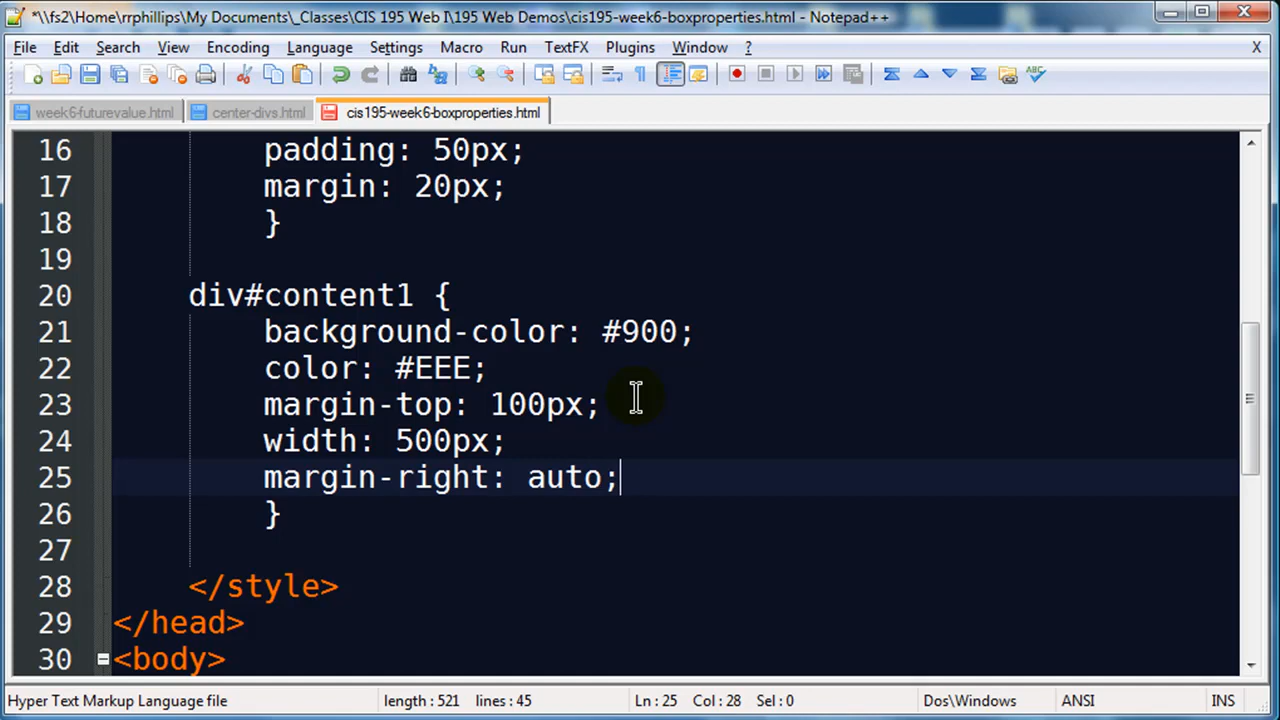 *\\fs2\Home\rrphillips\My Documents\_Classes\CIS 195 Web I\195 Web Demos\cis195-week6-boxproperties.html - Notepad++
File Edit Search View Encoding Language Settings Macro Run TextFX Plugins Window ? X
week6-futurevalue.html center-divs.html cis195-week6-boxproperties.html
16 padding: 50px;
17 margin: 20px;
18 }
19
20 div#content1 {
21 background-color: #900;
22 color: #EEE;
23 margin-top: 100px;
24 width: 500px;
25 margin-right: auto;
26 }
27
28 </style>
29 </head>
30 <body>
Hyper Text Markup Language file length : 521 lines : 45 Ln : 25 Col : 28 Sel : 0 Dos\Windows ANSI INS